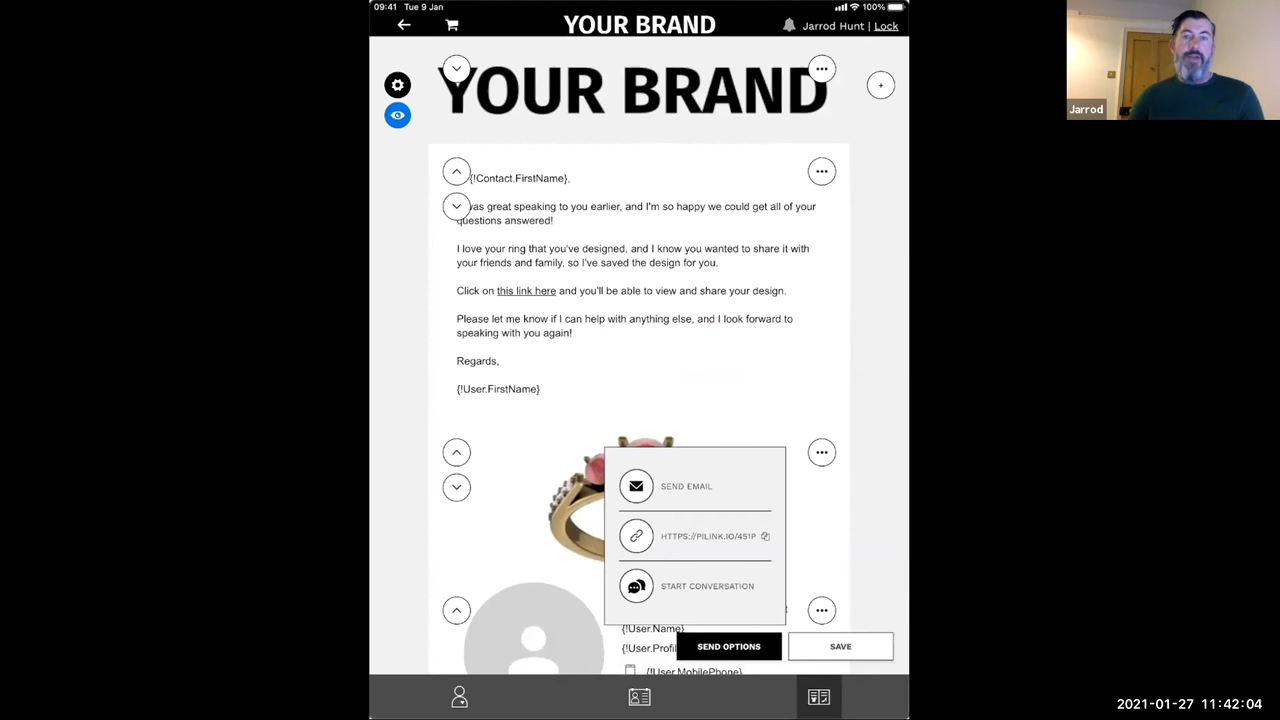 09:41 Tue 9 Jan
100%
YOUR BRAND
Jarrod Hunt | Lock
YOUR BRAND
{!Contact.FirstName},
was great speaking to you earlier, and I'm so happy we could get all of your
questions answered!
I love your ring that you've designed, and I know you wanted to share it with
your friends and family, so I've saved the design for you.
Click on this link here and you'll be able to view and share your design.
Please let me know if I can help with anything else, and I look forward to
speaking with you again!
Regards,
{!User.FirstName}
SEND EMAIL
HTTPS://PILINK.IO/451P
START CONVERSATION
{!User.Name}
{!User.Profil
{!User.MobilePhone}
SEND OPTIONS
SAVE
Jarrod
2021-01-27 11:42:04